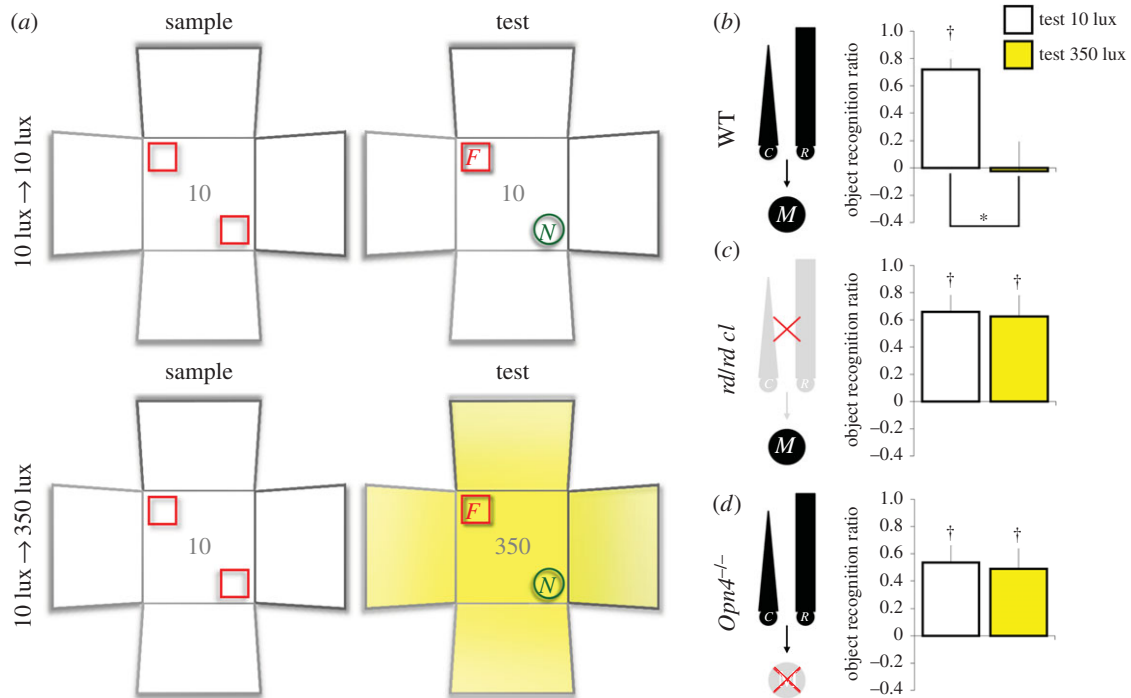 (a)
sample
test
10 lux → 10 lux
10
F
10
N
sample
test
10 lux → 350 lux
10
F
350
N
test 10 lux
test 350 lux
(b)
WT
C
R
M
object recognition ratio
1.0
0.8
0.6
0.4
0.2
0
–0.2
–0.4
†
*
(c)
rd/rd cl
C
R
M
object recognition ratio
1.0
0.8
0.6
0.4
0.2
0
–0.2
–0.4
†
†
(d)
Opn4–/–
C
R
object recognition ratio
1.0
0.8
0.6
0.4
0.2
0
–0.2
–0.4
†
†